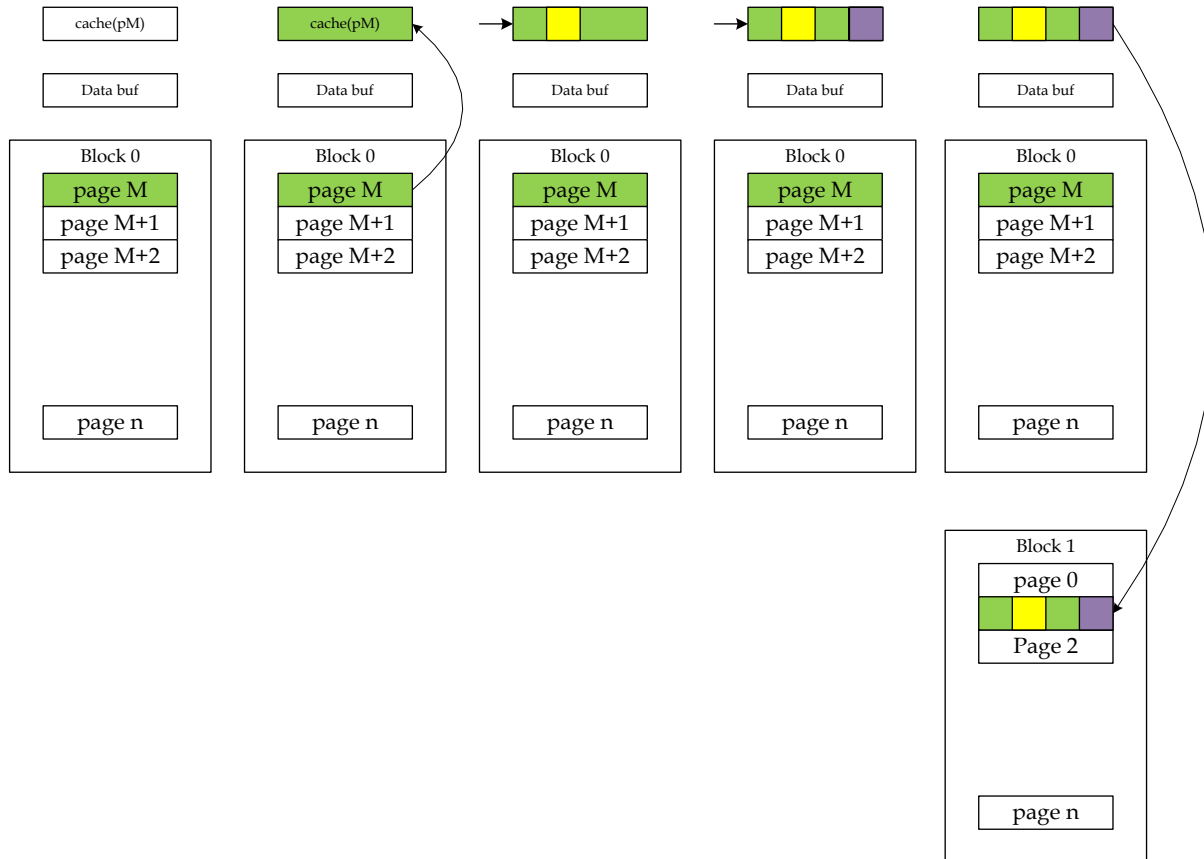 cache(pM)
Data buf
Block 0
page M
page M+1
page M+2
page n
cache(pM)
Data buf
Block 0
page M
page M+1
page M+2
page n
Data buf
Block 0
page M
page M+1
page M+2
page n
Data buf
Block 0
page M
page M+1
page M+2
page n
Data buf
Block 0
page M
page M+1
page M+2
page n
Block 1
page 0
Page 2
page n